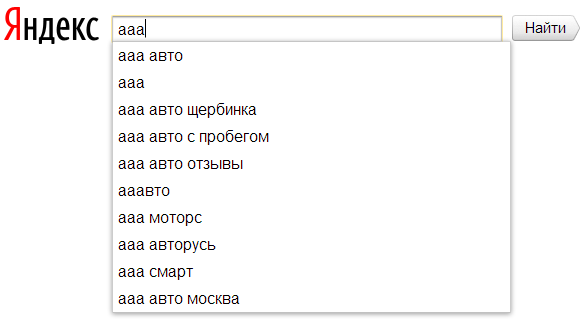 Яндекс
ааа
Найти
ааа авто
ааа
ааа авто щербинка
ааа авто с пробегом
ааа авто отзывы
ааавто
ааа моторс
ааа авторусь
ааа смарт
ааа авто москва